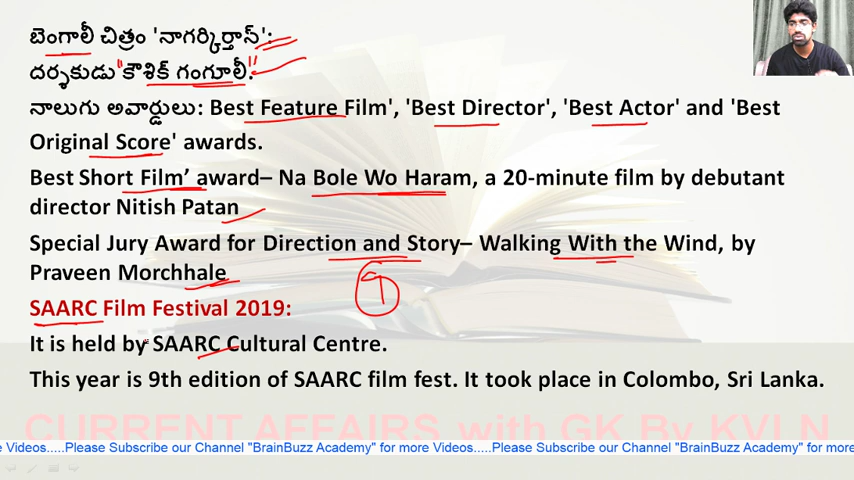 బెంగాలీ చిత్రం 'నాగర్కిర్తాన్':
దర్శకుడు "కౌశిక్ గంగూలీ."
నాలుగు అవార్డులు: Best Feature Film', 'Best Director', 'Best Actor' and 'Best
Original Score' awards.
Best Short Film' award– Na Bole Wo Haram, a 20-minute film by debutant
director Nitish Patan
Special Jury Award for Direction and Story– Walking With the Wind, by
Praveen Morchhale
9
SAARC Film Festival 2019:
It is held by SAARC Cultural Centre.
This year is 9th edition of SAARC film fest. It took place in Colombo, Sri Lanka.
CURRENT AFFAIRS with GK By KVLN
e Videos.....Please Subscribe our Channel "BrainBuzz Academy" for more Videos....Please Subscribe our Channel "BrainBuzz Academy" for more